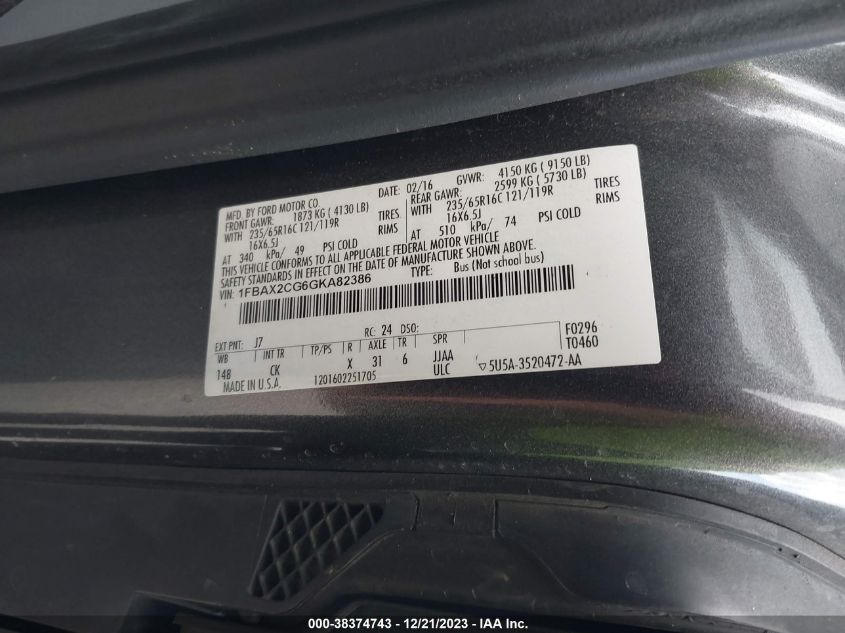 MFD. BY FORD MOTOR CO.
DATE: 02/16 GVWR: 4150 KG ( 9150 LB)
FRONT GAWR: 1873 KG ( 4130 LB) REAR GAWR: 2599 KG ( 5730 LB)
WITH 235/65R16C 121/119R TIRES WITH 235/65R16C 121/119R TIRES
16X6.5J RIMS 16X6.5J RIMS
AT 340 kPa/ 49 PSI COLD AT 510 kPa/ 74 PSI COLD
THIS VEHICLE CONFORMS TO ALL APPLICABLE FEDERAL MOTOR VEHICLE
SAFETY STANDARDS IN EFFECT ON THE DATE OF MANUFACTURE SHOWN ABOVE.
VIN: 1FBAX2CG6GKA82386 TYPE: Bus (Not school bus)
F0296
T0460
EXT PNT: J7 RC: 24 DSO:
WB INT TR TP/PS R AXLE TR SPR
148 CK X 31 6 JJAA
ULC
▽5U5A-3520472-AA
MADE IN U.S.A. 1201602251705
000-38374743 - 12/21/2023 - IAAI.com.